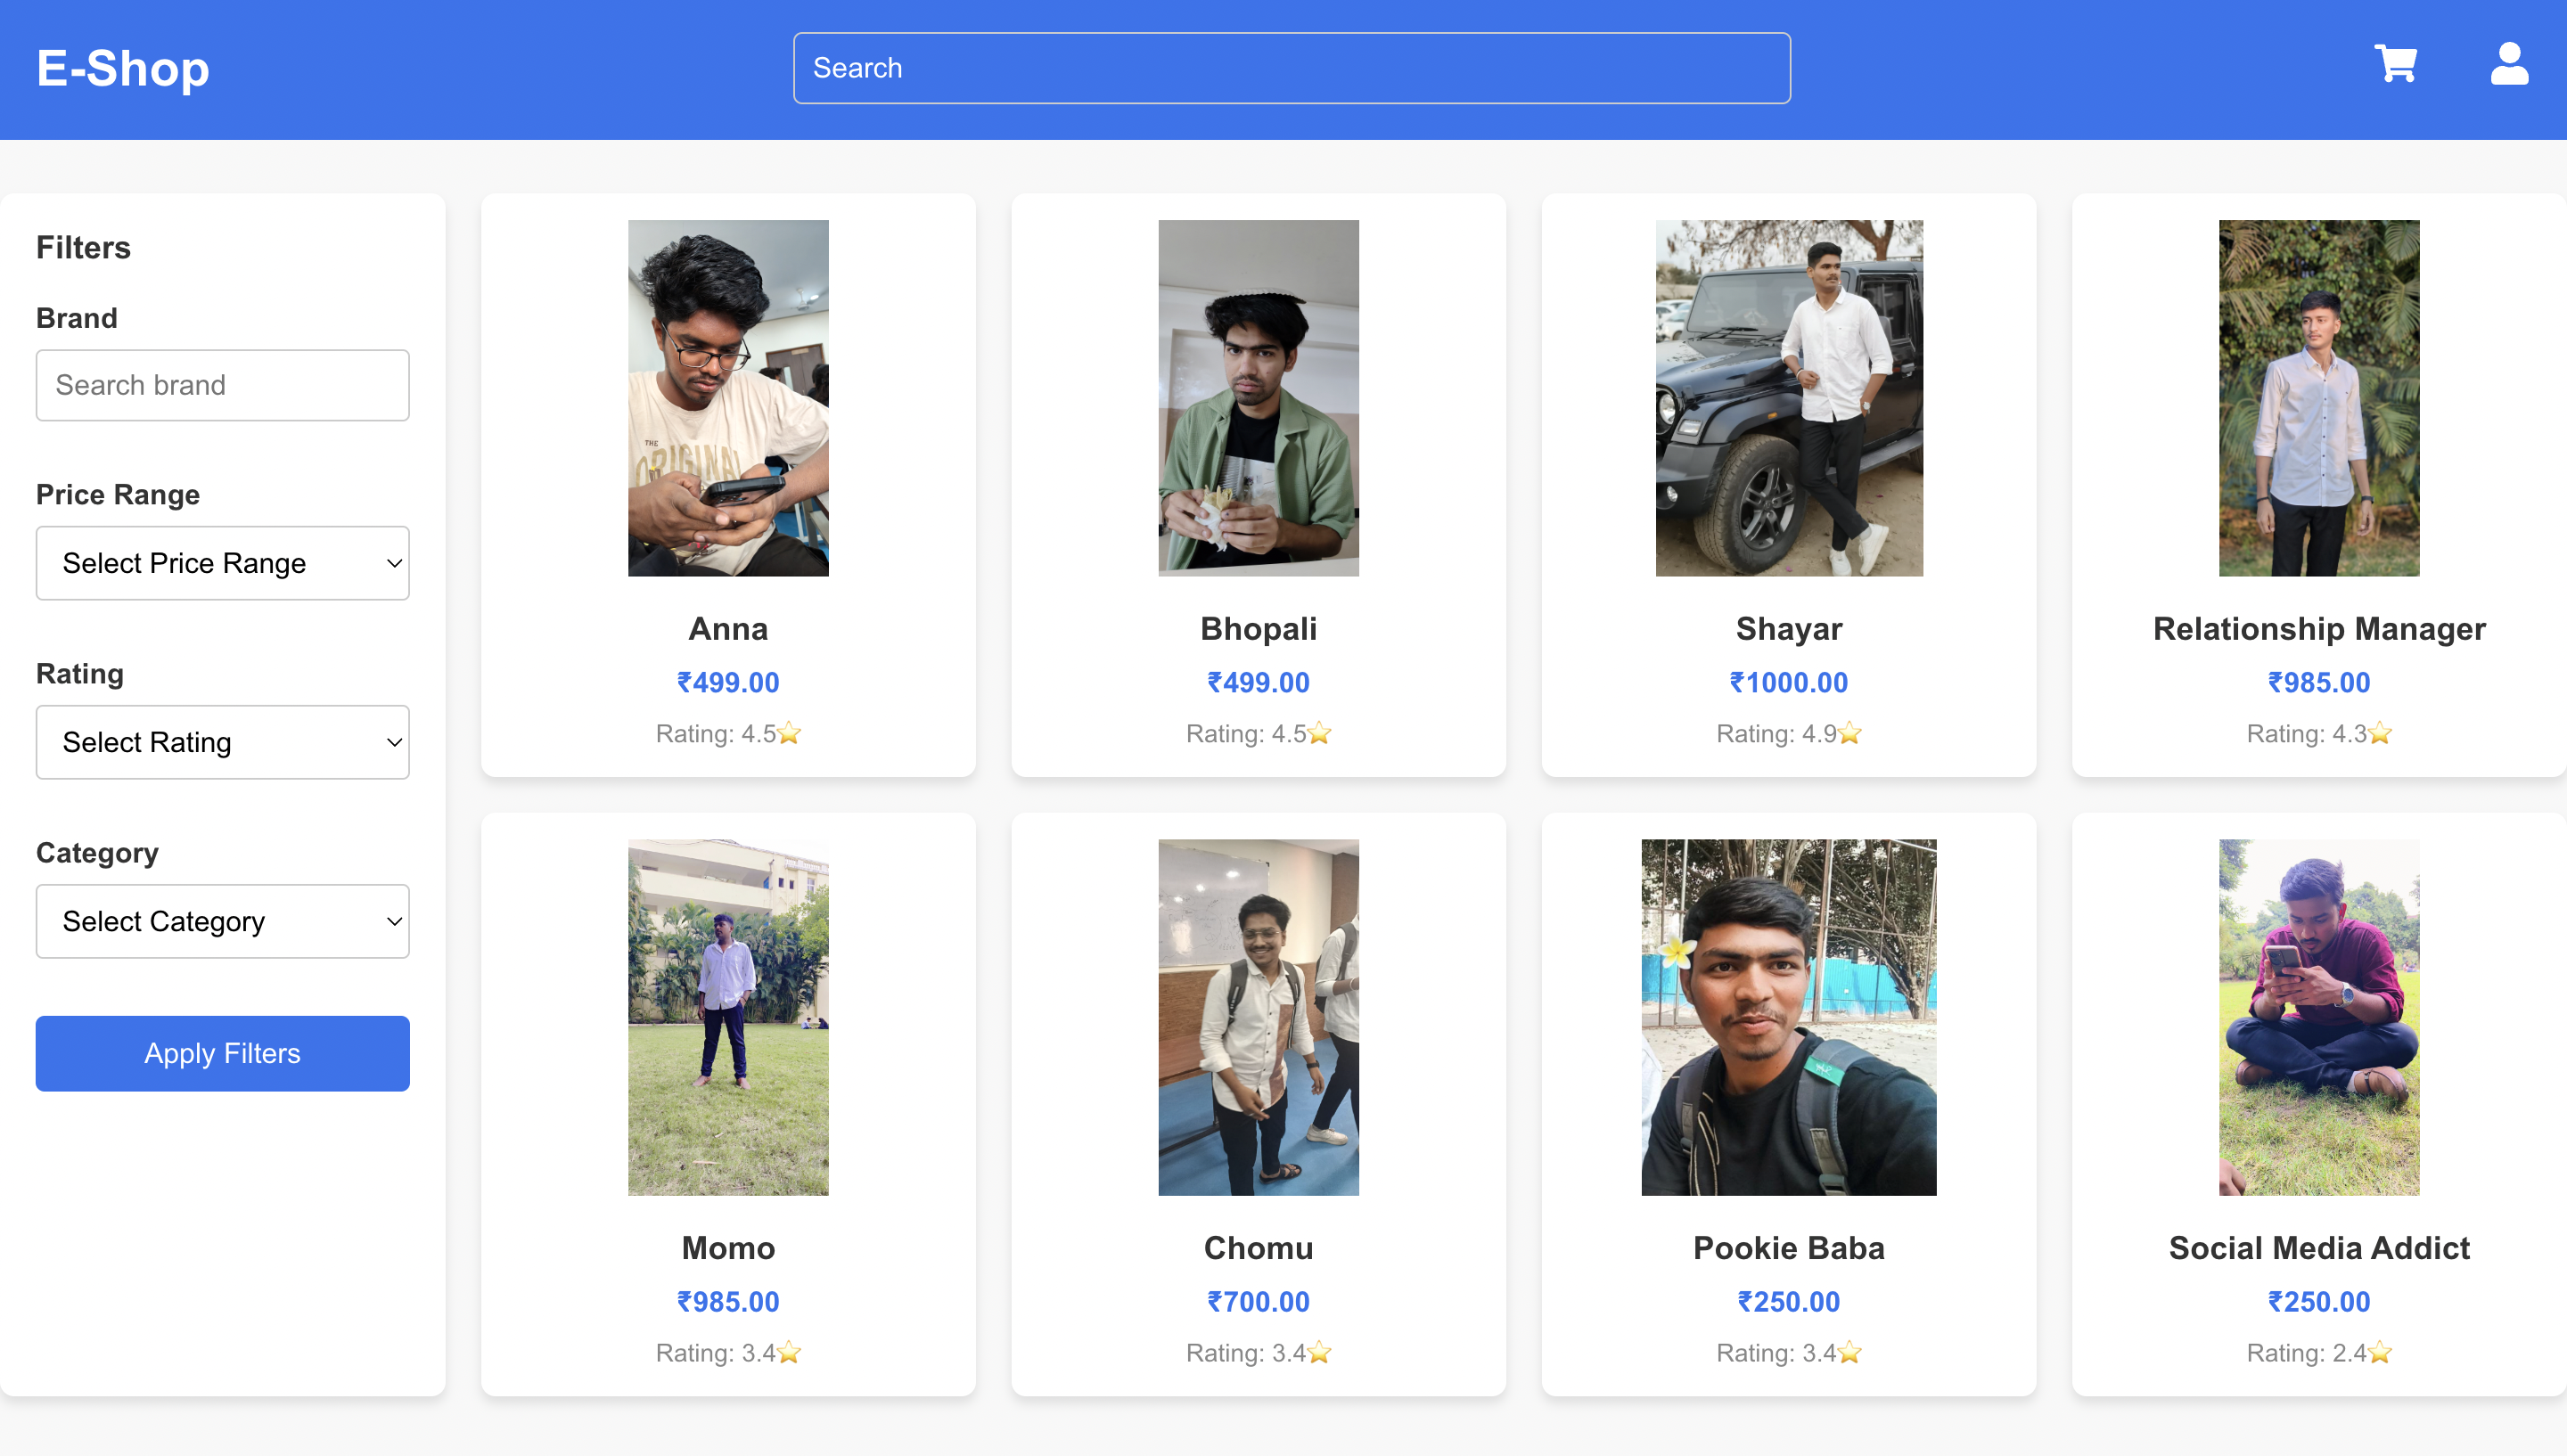 E-Shop
Search
Filters
Brand
Search brand
Price Range
Select Price Range
Rating
Select Rating
Category
Select Category
Apply Filters
THE
ORIGINAL
Anna
₹499.00
Rating: 4.5⭐
Bhopali
₹499.00
Rating: 4.5⭐
Shayar
₹1000.00
Rating: 4.9⭐
Relationship Manager
₹985.00
Rating: 4.3⭐
Momo
₹985.00
Rating: 3.4⭐
Chomu
₹700.00
Rating: 3.4⭐
Pookie Baba
₹250.00
Rating: 3.4⭐
Social Media Addict
₹250.00
Rating: 2.4⭐